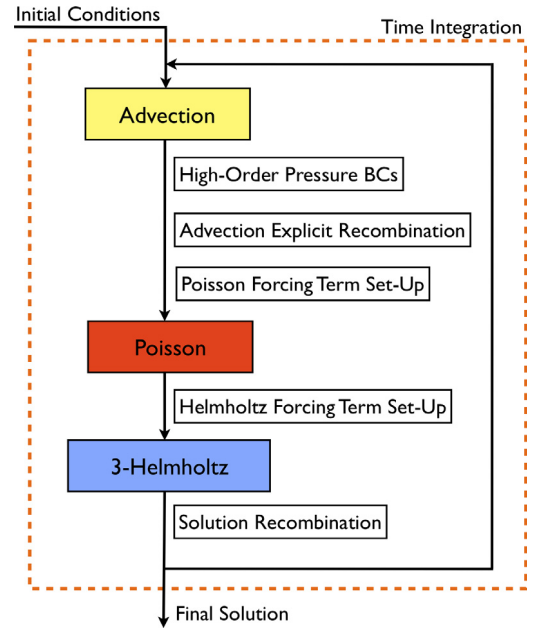 Initial Conditions
Time Integration
Advection
High-Order Pressure BCs
Advection Explicit Recombination
Poisson Forcing Term Set-Up
Poisson
Helmholtz Forcing Term Set-Up
3-Helmholtz
Solution Recombination
Final Solution